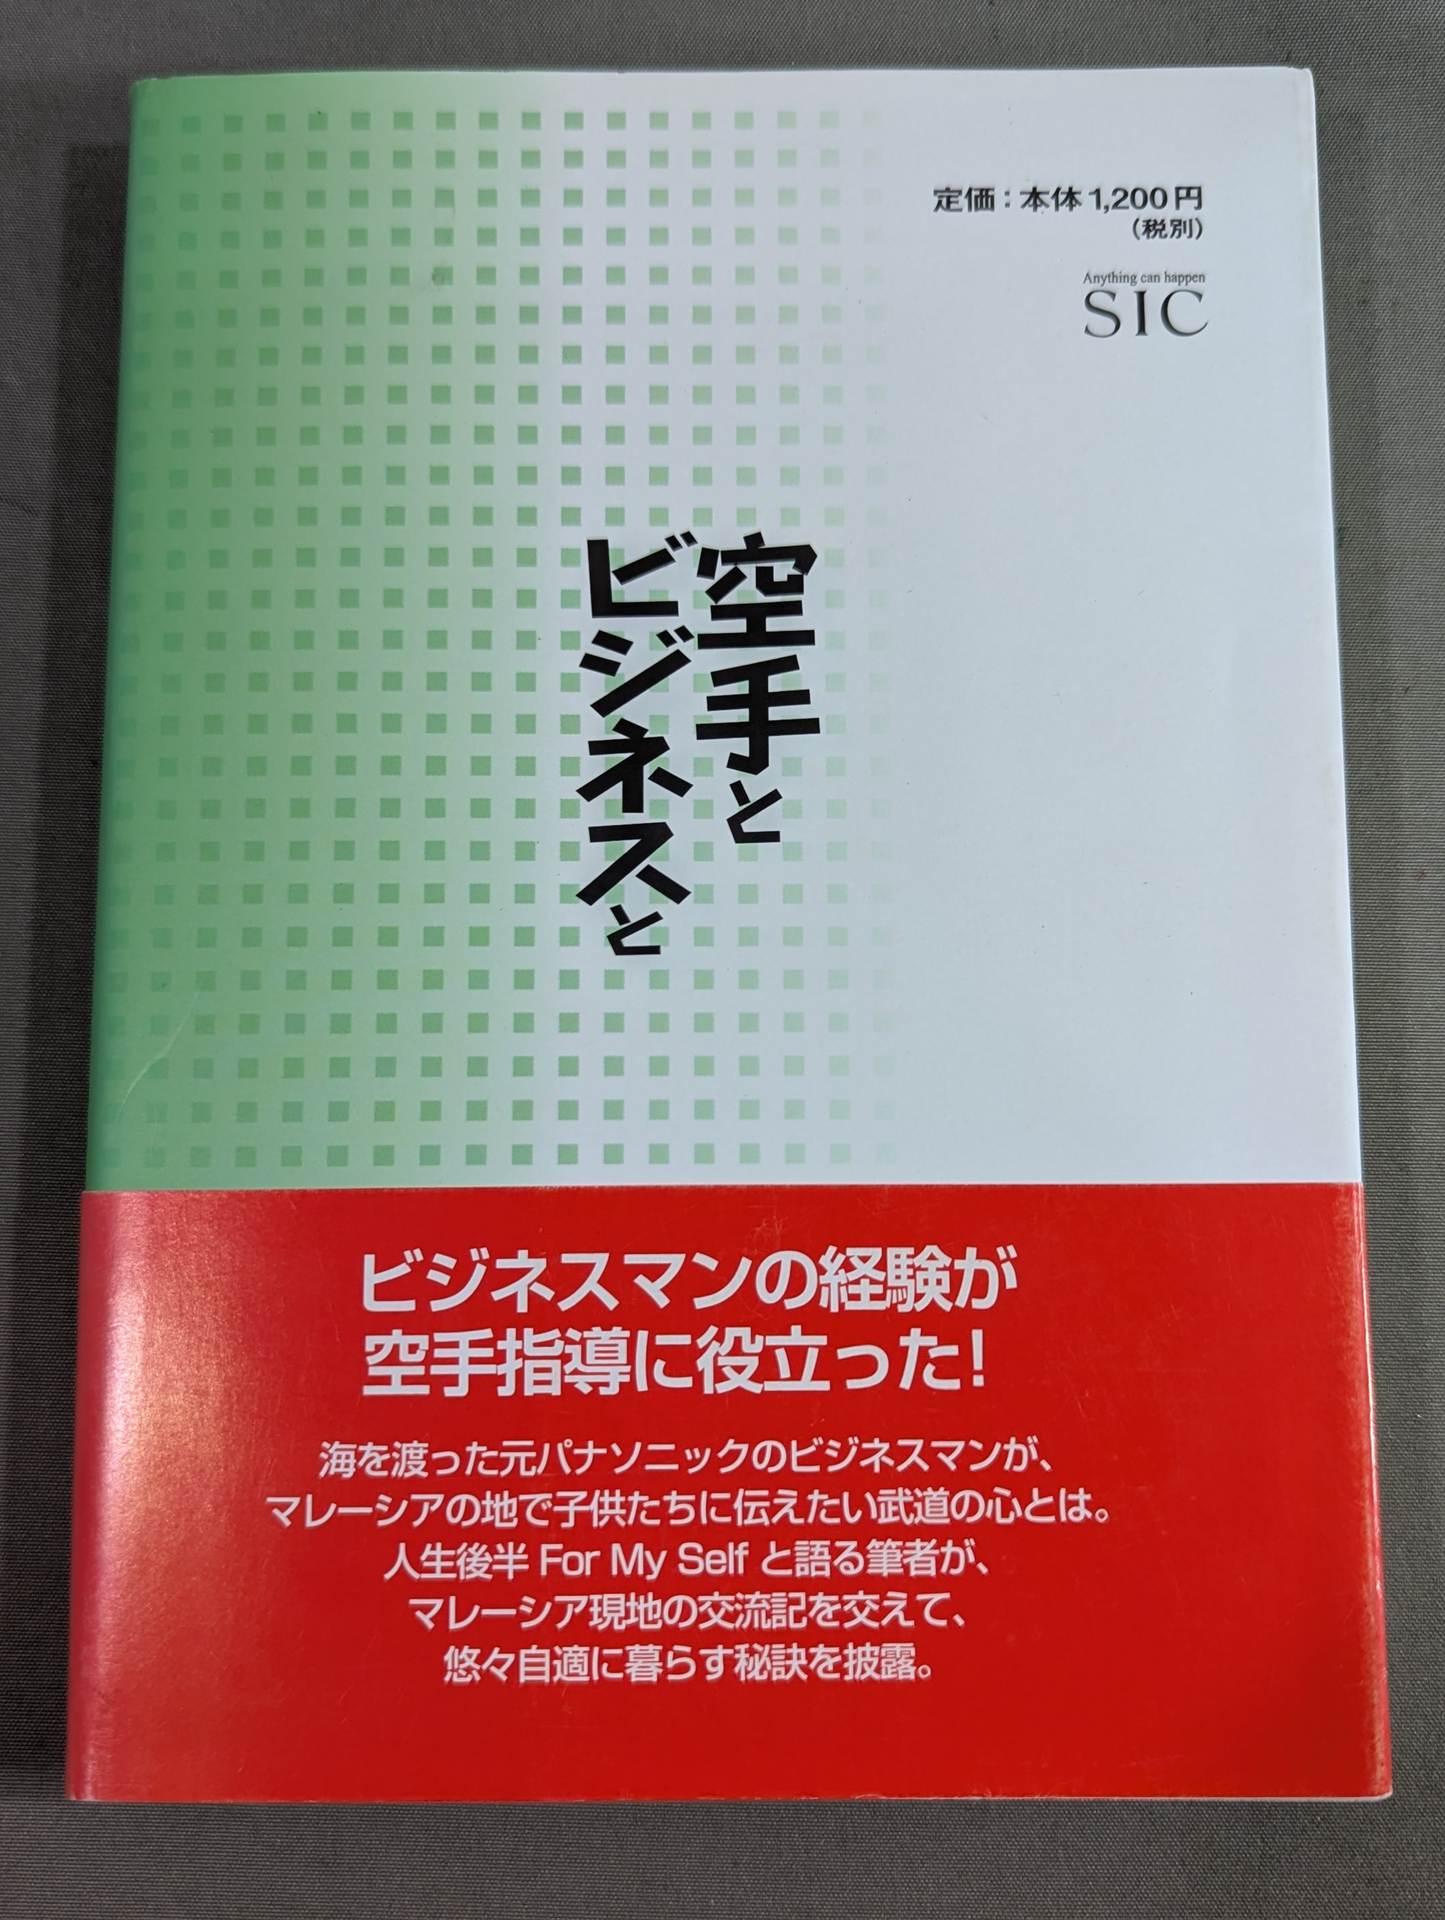 定価：本体1,200円
（税別）
Anything can happen
SIC
空手と
ビジネスと
ビジネスマンの経験が
空手指導に役立った！
海を渡った元パナソニックのビジネスマンが、
マレーシアの地で子供たちに伝えたい武道の心とは。
人生後半 For My Self と語る筆者が、
マレーシア現地の交流記を交えて、
悠々自適に暮らす秘訣を披露。